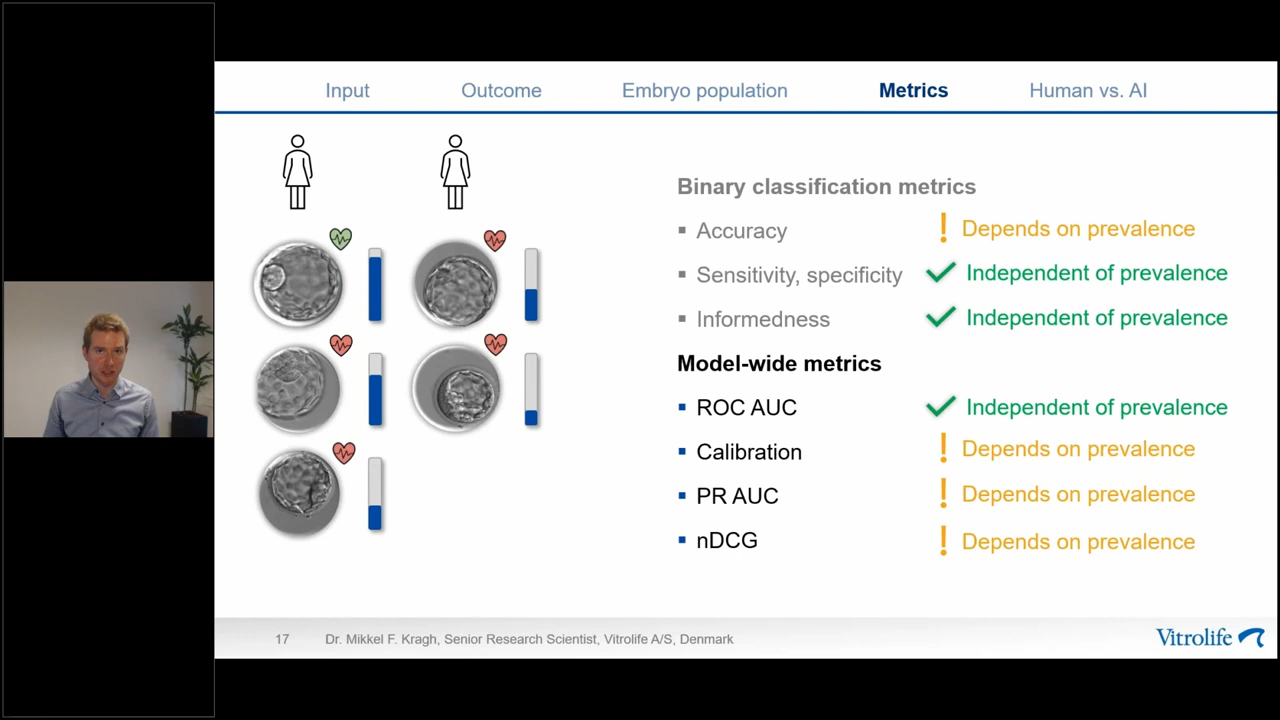 Input Outcome Embryo population Metrics Human vs. AI
Binary classification metrics
Accuracy ! Depends on prevalence
Sensitivity, specificity Independent of prevalence
Informedness Independent of prevalence
Model-wide metrics
ROC AUC Independent of prevalence
Calibration ! Depends on prevalence
PR AUC ! Depends on prevalence
nDCG ! Depends on prevalence
17 Dr. Mikkel F. Kragh, Senior Research Scientist, Vitrolife A/S, Denmark Vitrolife